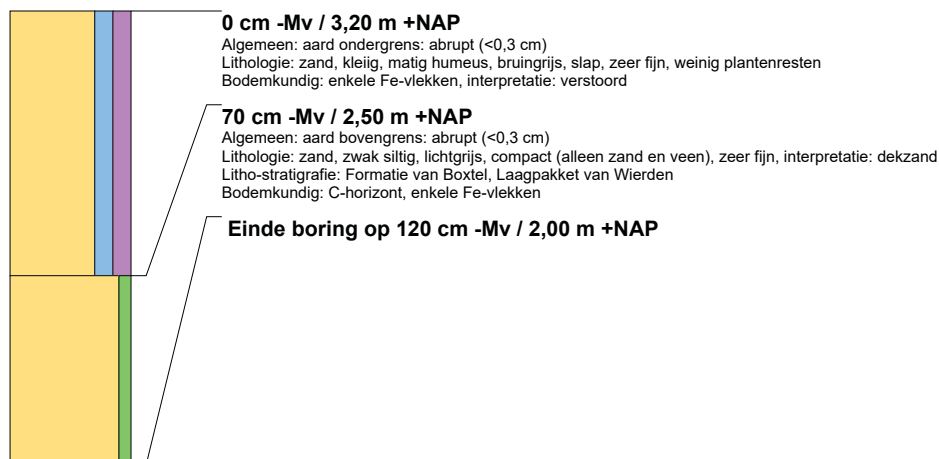 0 cm -Mv / 3,20 m +NAP
Algemeen: aard ondergrens: abrupt (<0,3 cm)
Lithologie: zand, kleiig, matig humeus, bruingrijs, slap, zeer fijn, weinig plantenresten
Bodemkundig: enkele Fe-vlekken, interpretatie: verstoord
70 cm -Mv / 2,50 m +NAP
Algemeen: aard bovengrens: abrupt (<0,3 cm)
Lithologie: zand, zwak siltig, lichtgrijs, compact (alleen zand en veen), zeer fijn, interpretatie: dekzand
Litho-stratigrafie: Formatie van Boxtel, Laagpakket van Wierden
Bodemkundig: C-horizont, enkele Fe-vlekken
Einde boring op 120 cm -Mv / 2,00 m +NAP